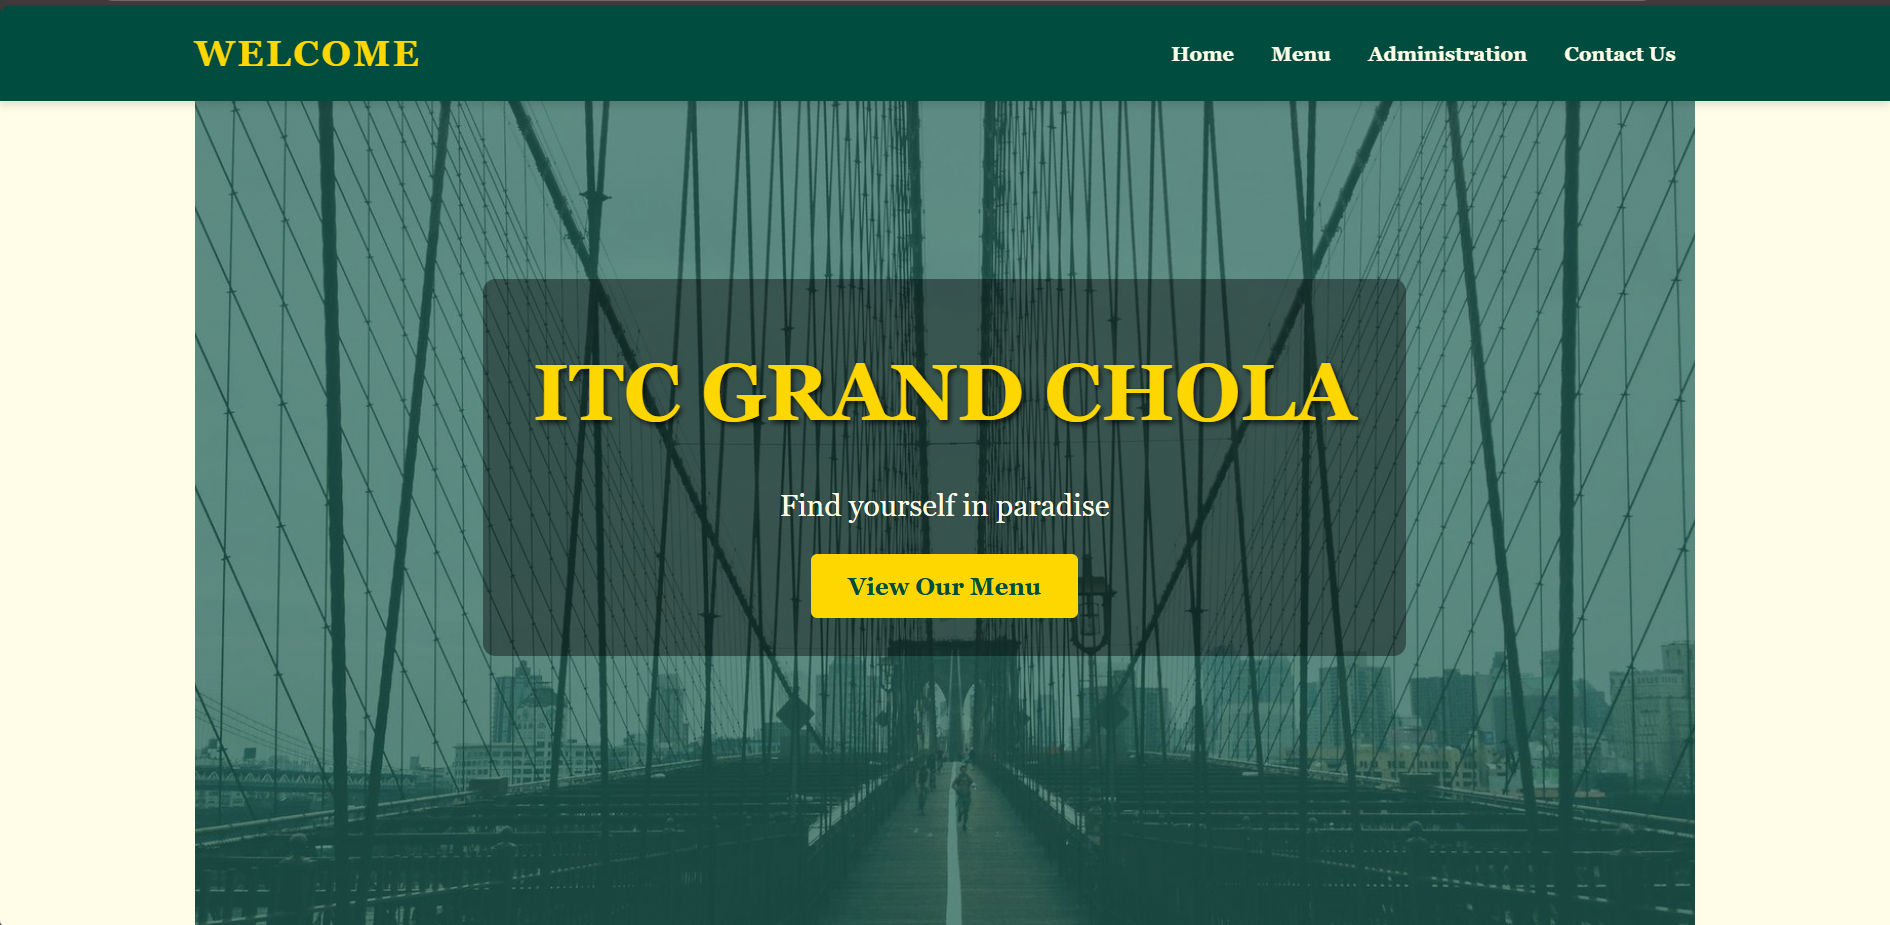 WELCOME
Home Menu Administration Contact Us
ITC GRAND CHOLA
Find yourself in paradise
View Our Menu